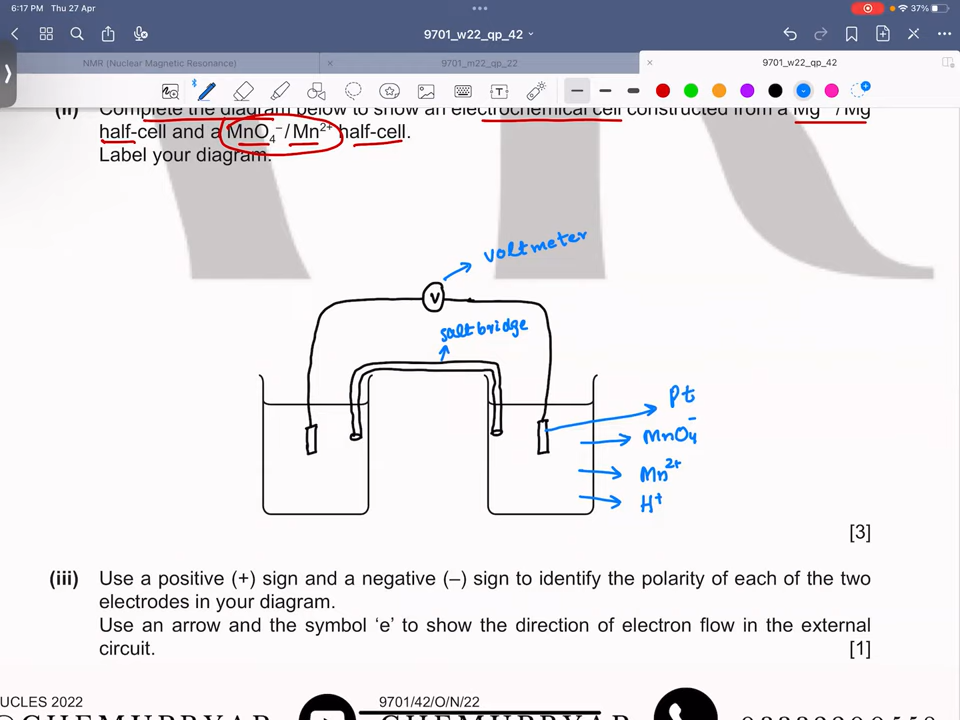 6:17 PM Thu 27 Apr
37%
9701_w22_qp_42
NMR (Nuclear Magnetic Resonance)
9701_m22_qp_22
9701_w22_qp_42
(ii) Complete the diagram below to show an electrochemical cell constructed from a Mg / Mg
half-cell and a MnO₄⁻/Mn²⁺ half-cell.
Label your diagram.
voltmeter
V
salt bridge
Pt
MnO₄⁻
Mn²⁺
H⁺
[3]
(iii) Use a positive (+) sign and a negative (–) sign to identify the polarity of each of the two
electrodes in your diagram.
Use an arrow and the symbol ‘e’ to show the direction of electron flow in the external
circuit. [1]
UCLES 2022
9701/42/O/N/22